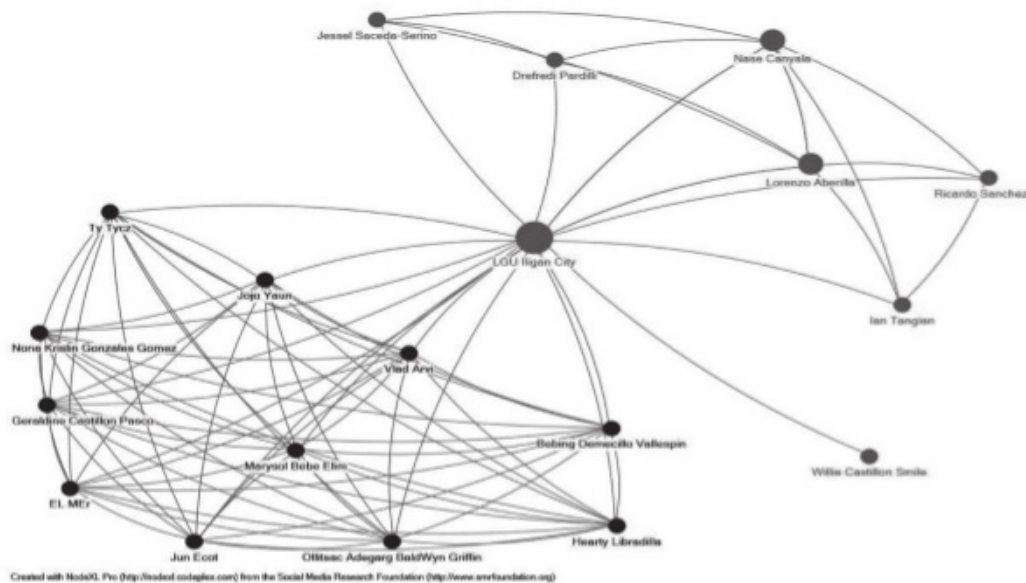 Jessel Saceda-Serino
Nase Canyala
Drefredi Pardilli
Lorenzo Aberilla
Ricardo Sanchez
Ty Tycz
LGU Iligan City
Jojo Yaun
Ian Tangian
Nona Kristin Gonzales Gomez
Vlad Arvi
Geraldine Castillon Pasco
Bebing Demecillo Vallespin
Marysol Bebe Elim
Willie Castillon Smile
EL MEr
Hearty Libradilla
Jun Ecot
Ollitsac Adegarg BaldWyn Griffin
Created with NodeXL Pro (http://nodexl.codeplex.com) from the Social Media Research Foundation (http://www.smrfoundation.org)